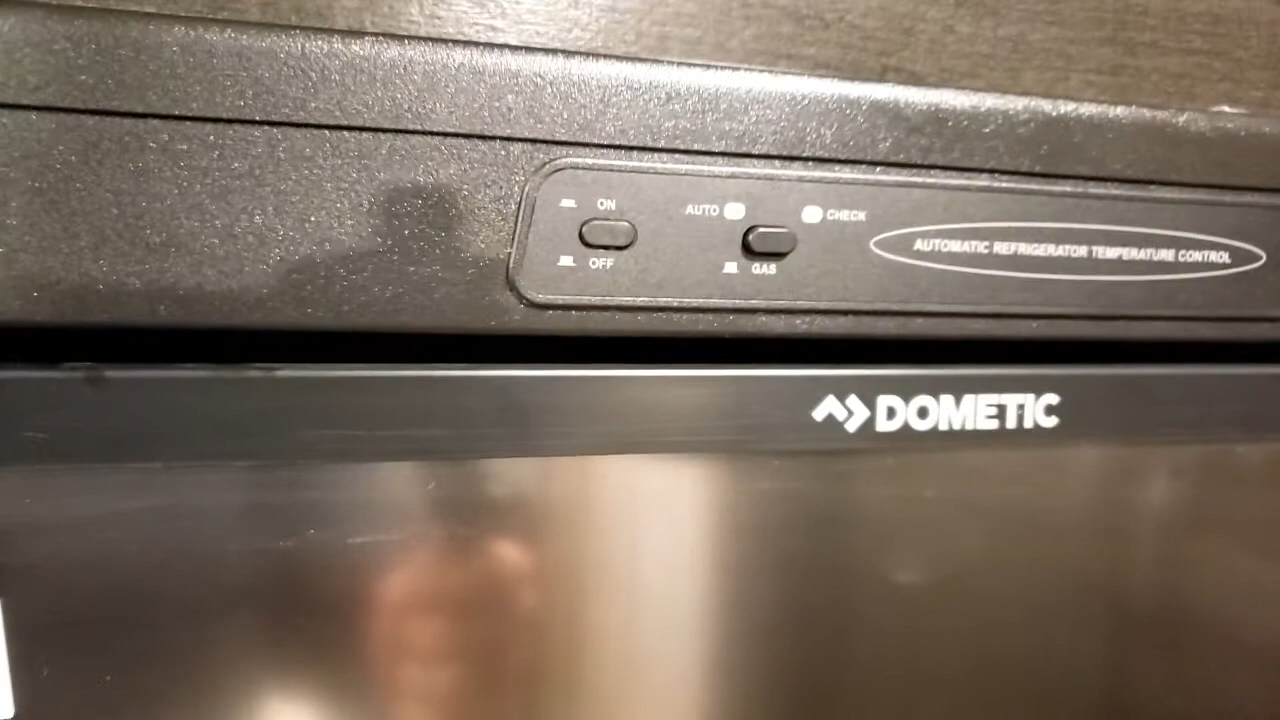 ON
OFF
AUTO
CHECK
GAS
AUTOMATIC REFRIGERATOR TEMPERATURE CONTROL
DOMETIC